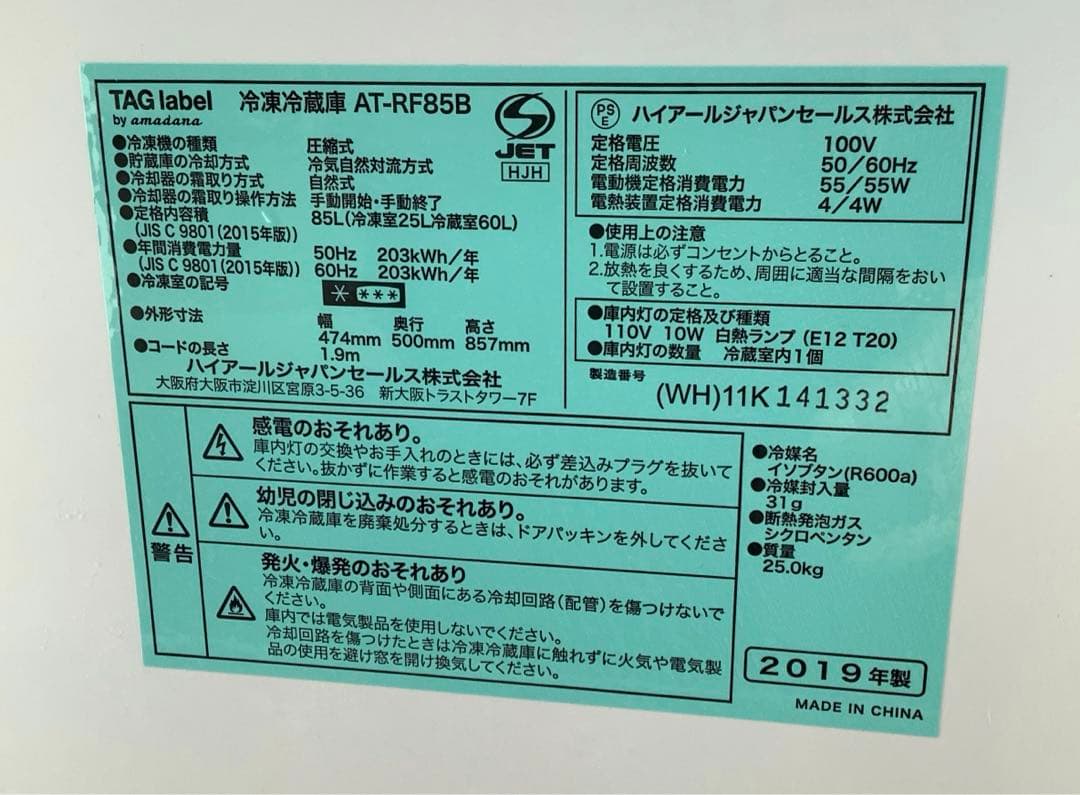 TAG label 冷凍冷蔵庫 AT-RF85B
by amadana
JET
HJH
●冷凍機の種類 圧縮式
●貯蔵庫の冷却方式 冷気自然対流方式
●冷却器の霜取り方式 自然式
●冷却器の霜取り操作方法 手動開始・手動終了
●定格内容積 85L(冷凍室25L冷蔵室60L)
(JIS C 9801(2015年版))
●年間消費電力量 50Hz 203kWh/年
(JIS C 9801(2015年版)) 60Hz 203kWh/年
●冷凍室の記号 * ***
●外形寸法 幅 奥行 高さ
474mm 500mm 857mm
●コードの長さ 1.9m
ハイアールジャパンセールス株式会社
大阪府大阪市淀川区宮原3-5-36 新大阪トラストタワー7F
PSE ハイアールジャパンセールス株式会社
定格電圧 100V
定格周波数 50/60Hz
電動機定格消費電力 55/55W
電熱装置定格消費電力 4/4W
●使用上の注意
1.電源は必ずコンセントからとること。
2.放熱を良くするため、周囲に適当な間隔をおい
て設置すること。
●庫内灯の定格及び種類
110V 10W 白熱ランプ(E12 T20)
●庫内灯の数量 冷蔵室内1個
製造番号
(WH)11K141332
警告
感電のおそれあり。
庫内灯の交換やお手入れのときには、必ず差込みプラグを抜いて
ください。抜かずに作業すると感電のおそれがあります。
幼児の閉じ込みのおそれあり。
冷凍冷蔵庫を廃棄処分するときは、ドアパッキンを外してくださ
い。
発火・爆発のおそれあり
冷凍冷蔵庫の背面や側面にある冷却回路(配管)を傷つけないで
ください。
庫内では電気製品を使用しないでください。
冷却回路を傷つけたときは冷凍冷蔵庫に触れずに火気や電気製
品の使用を避け窓を開け換気してください。
●冷媒名
イソブタン(R600a)
●冷媒封入量
31g
●断熱発泡ガス
シクロペンタン
●質量
25.0kg
2019年製
MADE IN CHINA